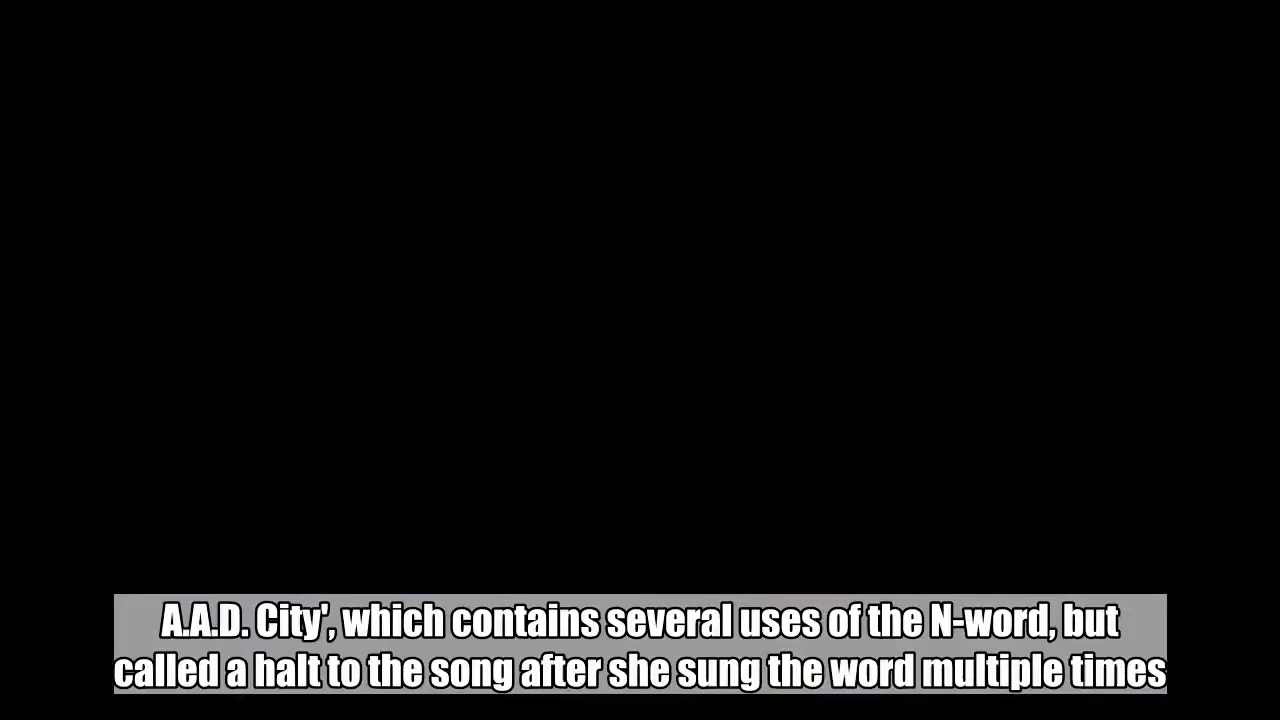 A.A.D. City', which contains several uses of the N-word, but
called a halt to the song after she sung the word multiple times